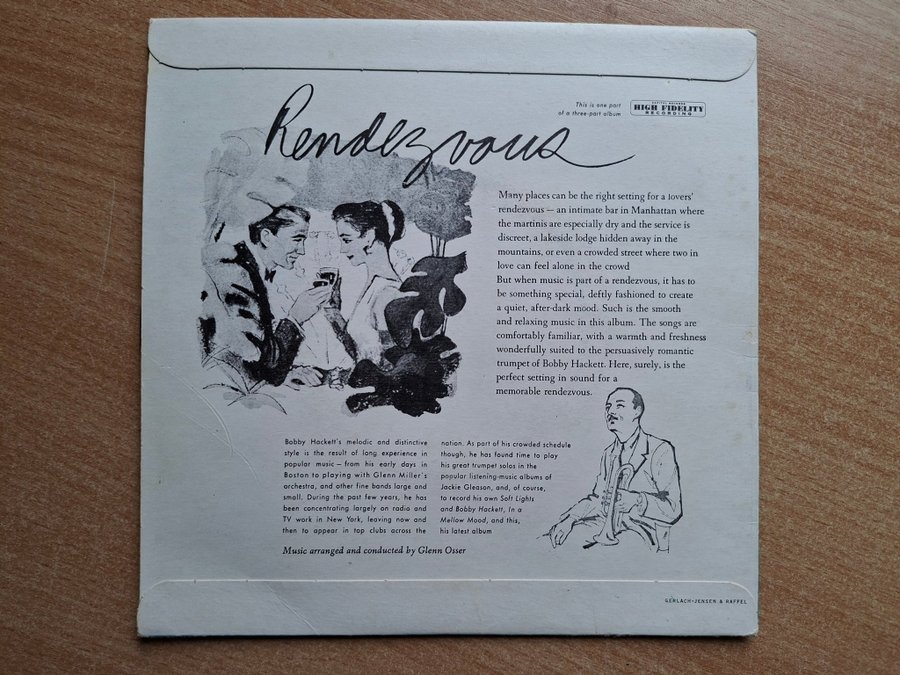 Rendezvous
This is one part
of a three-part album
CAPITOL RECORDS
HIGH FIDELITY
RECORDING
Many places can be the right setting for a lovers'
rendezvous — an intimate bar in Manhattan where
the martinis are especially dry and the service is
discreet, a lakeside lodge hidden away in the
mountains, or even a crowded street where two in
love can feel alone in the crowd
But when music is part of a rendezvous, it has to
be something special, deftly fashioned to create
a quiet, after-dark mood. Such is the smooth
and relaxing music in this album. The songs are
comfortably familiar, with a warmth and freshness
wonderfully suited to the persuasively romantic
trumpet of Bobby Hackett. Here, surely, is the
perfect setting in sound for a
memorable rendezvous.
Bobby Hackett's melodic and distinctive
style is the result of long experience in
popular music — from his early days in
Boston to playing with Glenn Miller's
orchestra, and other fine bands large and
small. During the past few years, he has
been concentrating largely on radio and
TV work in New York, leaving now and
then to appear in top clubs across the
nation. As part of his crowded schedule
though, he has found time to play
his great trumpet solos in the
popular listening-music albums of
Jackie Gleason, and, of course,
to record his own Soft Lights
and Bobby Hackett, In a
Mellow Mood, and this,
his latest album
Music arranged and conducted by Glenn Osser
GERLACH-JENSEN & RAFFEL